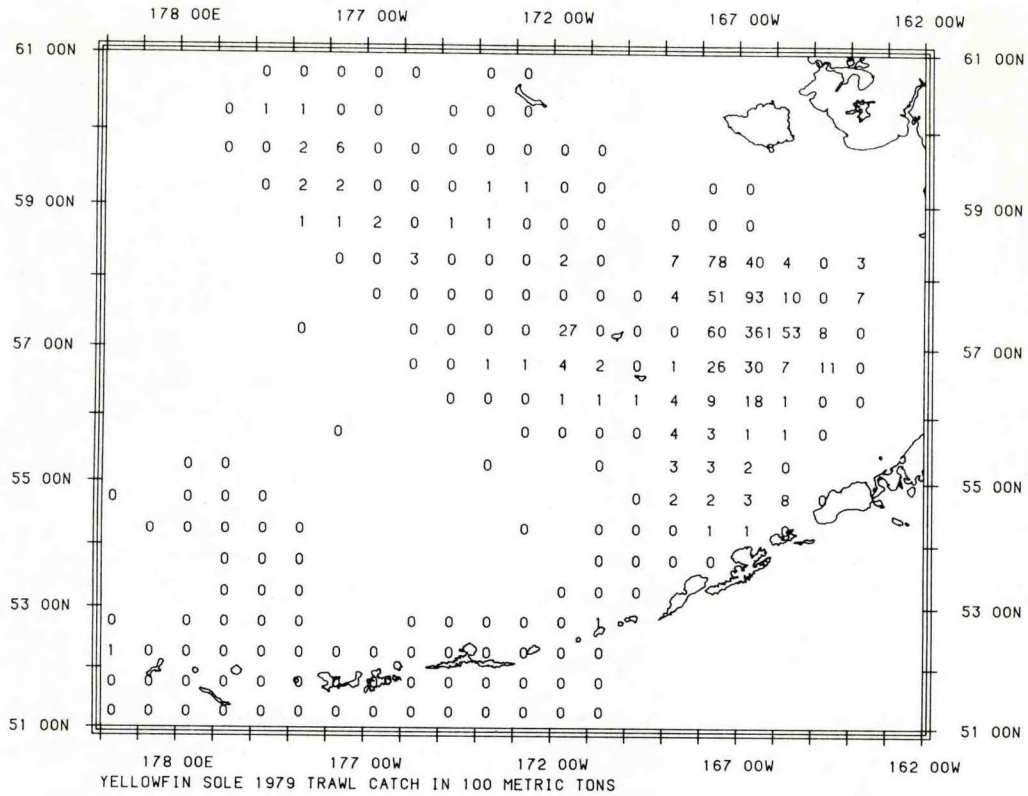 178 00E 177 00W 172 00W 167 00W 162 00W
61 00N 61 00N
0 0 0 0 0 0 0
0 1 1 0 0 0 0 0
0 0 2 6 0 0 0 0 0 0 0
0 2 2 0 0 0 1 1 0 0 0 0
59 00N 59 00N
1 1 2 0 1 1 0 0 0 0 0 0
0 0 3 0 0 0 2 0 7 78 40 4 0 3
0 0 0 0 0 0 0 0 4 51 93 10 0 7
0 0 0 0 27 0 0 0 60 361 53 8 0
57 00N 57 00N
0 0 1 1 4 2 0 1 26 30 7 11 0
0 0 0 1 1 1 4 9 18 1 0 0
0 0 0 0 0 4 3 1 1 0
0 0 0 0 3 3 2 0
55 00N 55 00N
0 0 0 0 0 2 2 3 8 0
0 0 0 0 0 0 0 0 0 1 1 0
0 0 0 0 0 0 0 0
0 0 0 0 0 0
53 00N 53 00N
0 0 0 0 0 0 0 0 0 1
1 0 0 0 0 0 0 0 0 0 0 0 0 0
0 0 0 0 0 0 0 0 0 0 0 0 0 0
0 0 0 0 0 0 0 0 0 0 0 0 0 0
51 00N 51 00N
178 00E 177 00W 172 00W 167 00W 162 00W
YELLOWFIN SOLE 1979 TRAWL CATCH IN 100 METRIC TONS